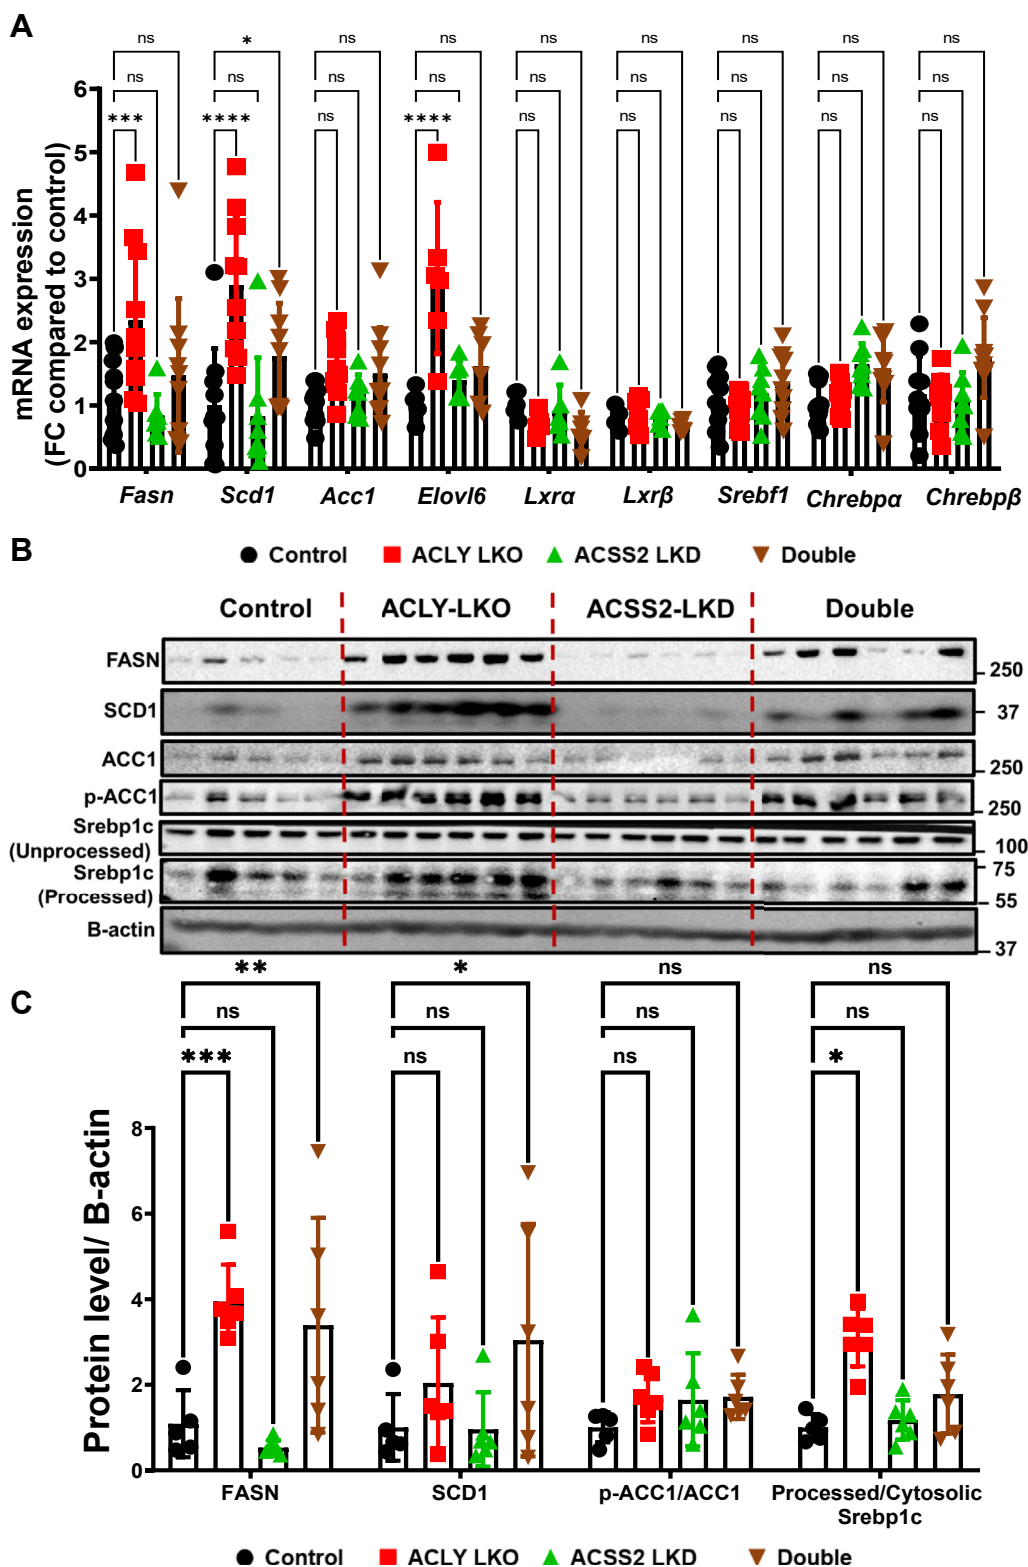 A
ns * ns ns ns ns ns ns ns
ns ns ns ns ns ns ns ns ns
*** **** ns **** ns ns ns ns ns
mRNA expression
(FC compared to control)
6
5
4
3
2
1
0
Fasn Scd1 Acc1 Elovl6 Lxrα Lxrβ Srebf1 Chrebpα Chrebpβ
B
Control ACLY LKO ACSS2 LKD Double
Control ACLY-LKO ACSS2-LKD Double
FASN 250
SCD1 37
ACC1 250
p-ACC1 250
Srebp1c
(Unprocessed) 100
Srebp1c 75
(Processed) 55
B-actin 37
C
** * ns ns
ns ns ns ns
*** ns ns *
Protein level/ B-actin
8
6
4
2
0
FASN SCD1 p-ACC1/ACC1 Processed/Cytosolic
Srebp1c
Control ACLY LKO ACSS2 LKD Double